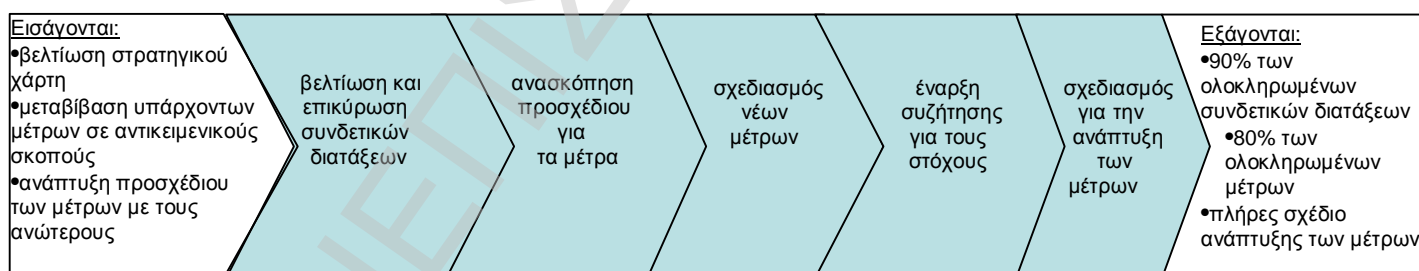 Εισάγονται:
•βελτίωση στρατηγικού
χάρτη
•μεταβίβαση υπάρχοντων
μέτρων σε αντικειμενικούς
σκοπούς
•ανάπτυξη προσχέδιου
των μέτρων με τους
ανώτερους
βελτίωση και
επικύρωση
συνδετικών
διατάξεων
ανασκόπηση
προσχέδιου
για
τα μέτρα
σχεδιασμός
νέων
μέτρων
έναρξη
συζήτησης
για τους
στόχους
σχεδιασμός
για την
ανάπτυξη
των
μέτρων
Εξάγονται:
•90% των
ολοκληρωμένων
συνδετικών διατάξεων
•80% των
ολοκληρωμένων
μέτρων
•πλήρες σχέδιο
ανάπτυξης των μέτρων